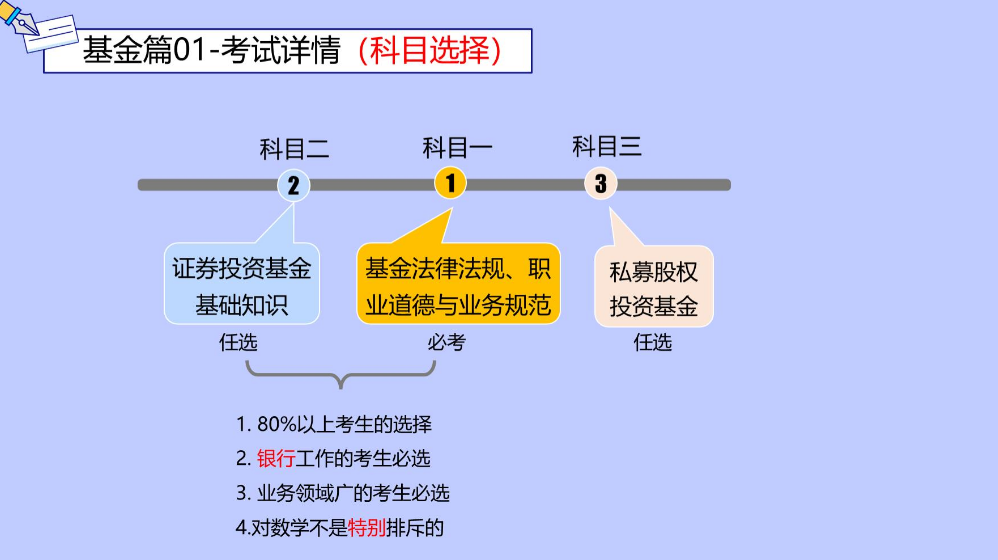 基金篇01-考试详情（科目选择）
科目二
科目一
科目三
2
1
3
证券投资基金
基础知识
基金法律法规、职
业道德与业务规范
私募股权
投资基金
任选
必考
任选
1. 80%以上考生的选择
2. 银行工作的考生必选
3. 业务领域广的考生必选
4.对数学不是特别排斥的